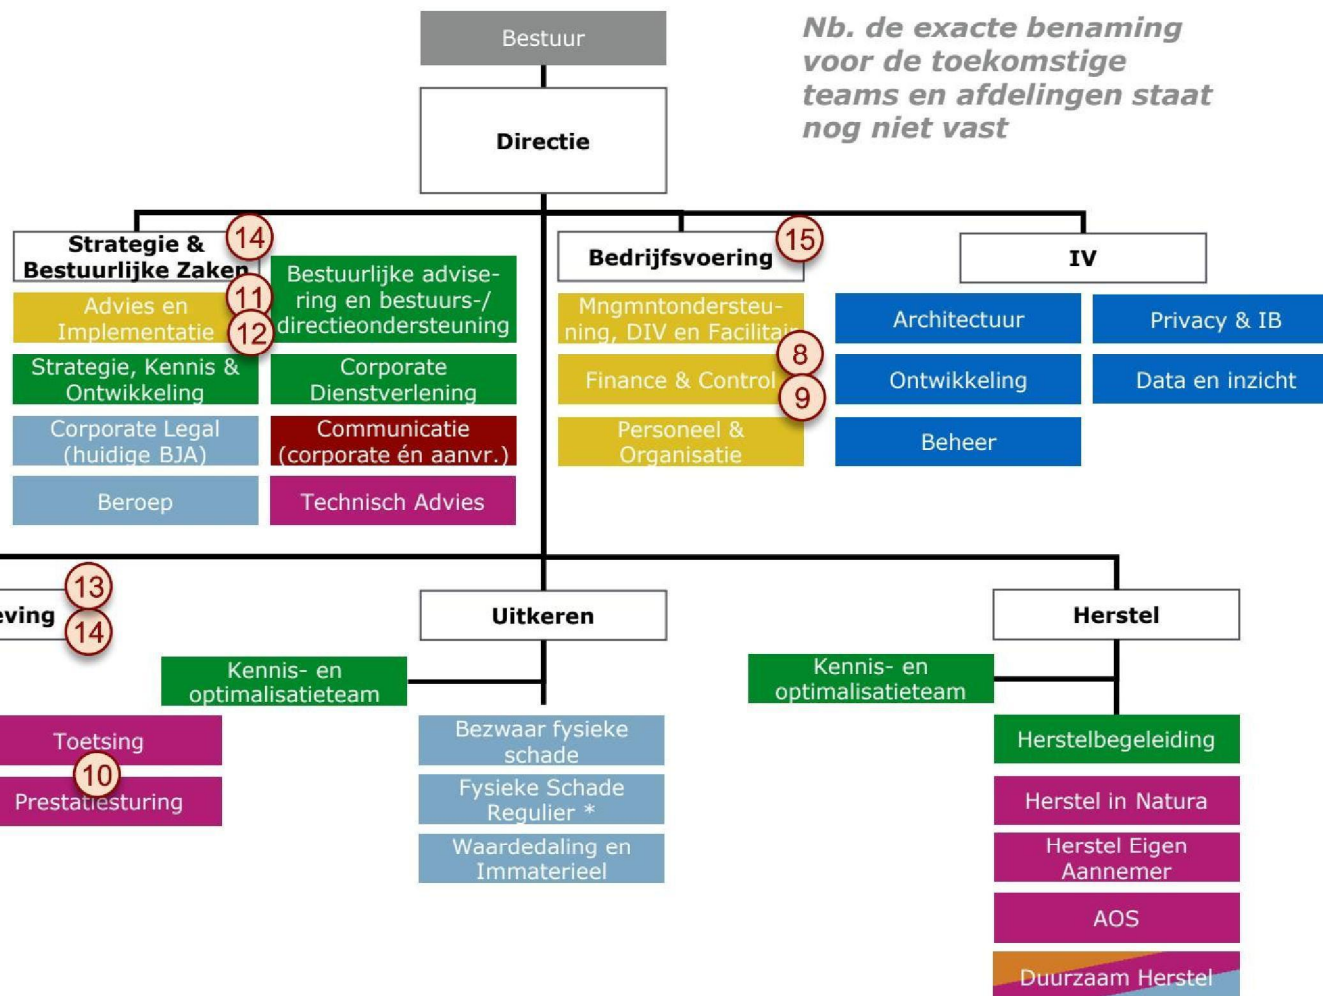 Bestuur
Nb. de exacte benaming
voor de toekomstige
teams en afdelingen staat
nog niet vast
Directie
Strategie &
Bestuurlijke Zaken
14
Advies en
Implementatie
11
12
Strategie, Kennis &
Ontwikkeling
Corporate Legal
(huidige BJA)
Beroep
Bestuurlijke advise-
ring en bestuurs-/
directieondersteuning
Corporate
Dienstverlening
Communicatie
(corporate én aanvr.)
Technisch Advies
Bedrijfsvoering
15
Mngmntondersteu-
ning, DIV en Facilitair
Finance & Control
8
9
Personeel &
Organisatie
IV
Architectuur
Ontwikkeling
Beheer
Privacy & IB
Data en inzicht
eving
13
14
Toetsing
10
Prestatiesturing
Uitkeren
Kennis- en
optimalisatieteam
Bezwaar fysieke
schade
Fysieke Schade
Regulier *
Waardedaling en
Immaterieel
Herstel
Kennis- en
optimalisatieteam
Herstelbegeleiding
Herstel in Natura
Herstel Eigen
Aannemer
AOS
Duurzaam Herstel